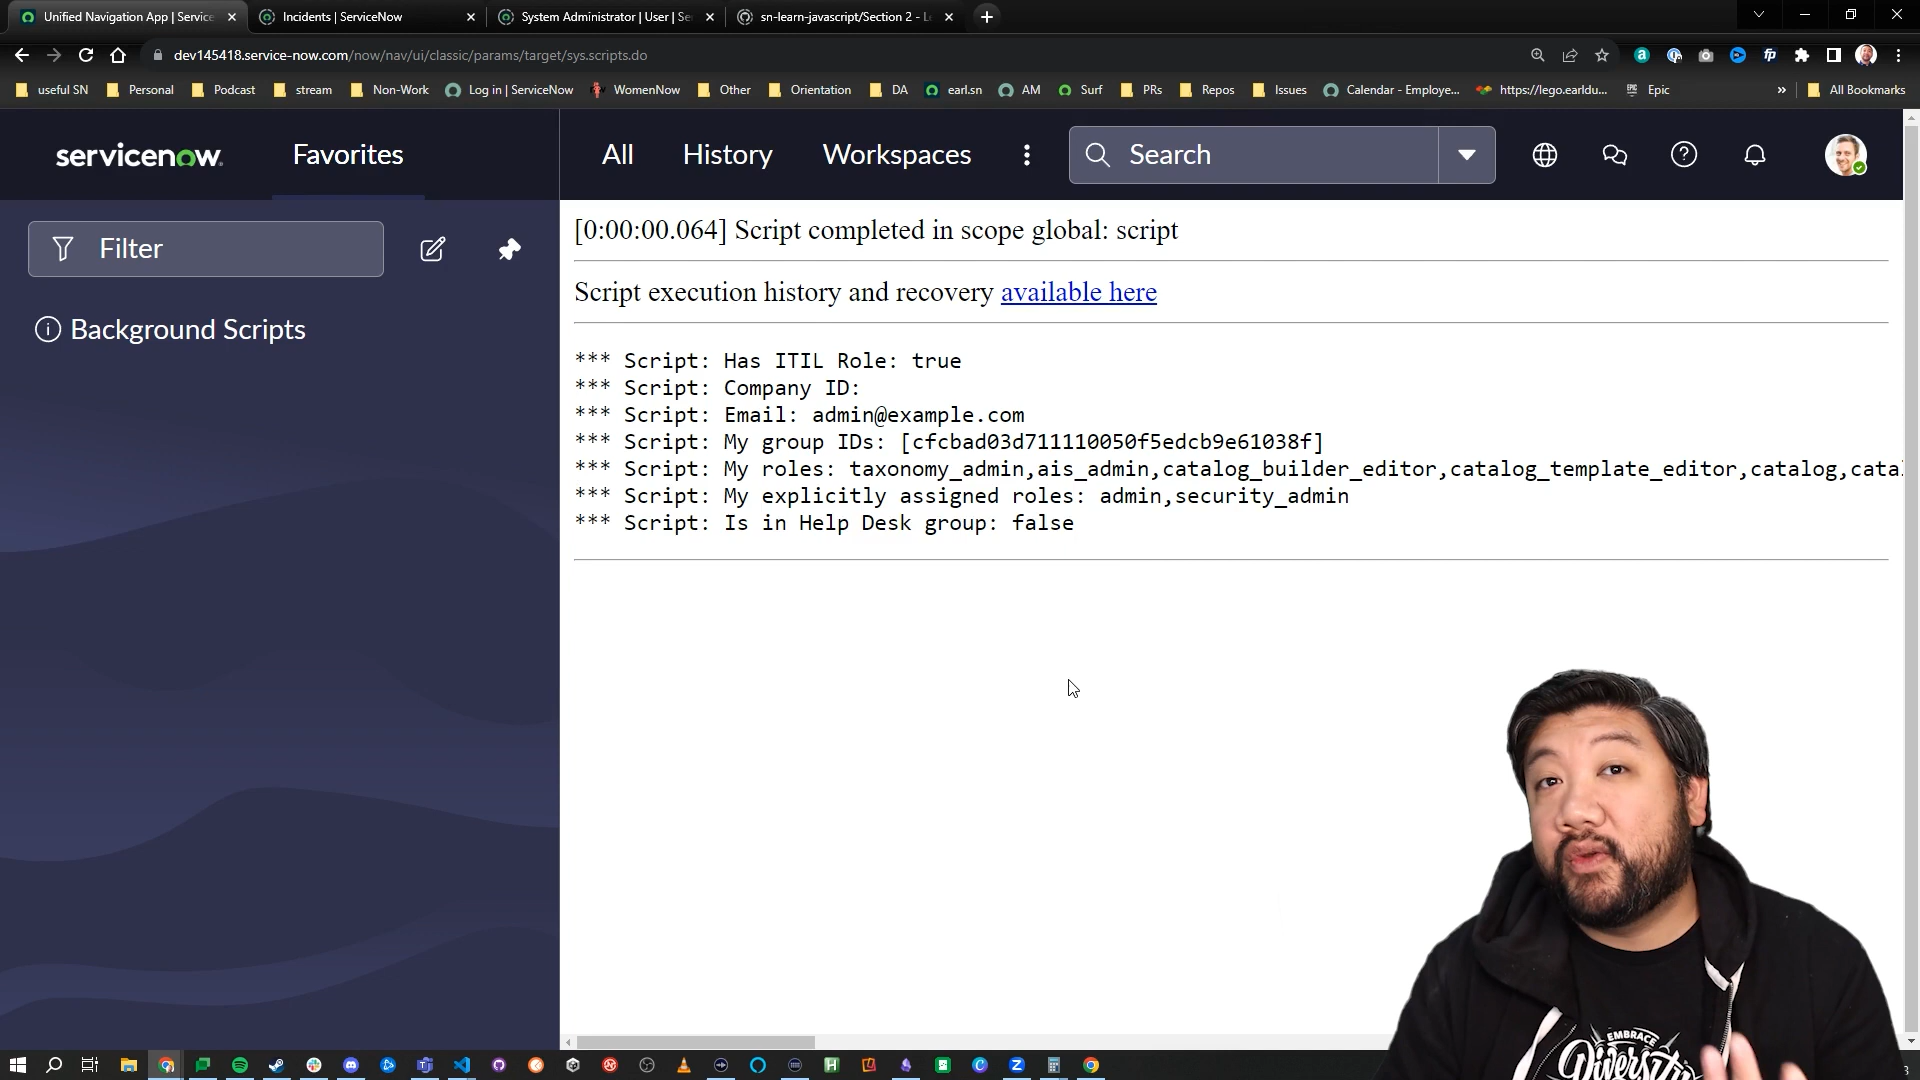 Unified Navigation App | Service
Incidents | ServiceNow
System Administrator | User | Se
sn-learn-javascript/Section 2 - Le
dev145418.service-now.com/now/nav/ui/classic/params/target/sys.scripts.do
useful SN
Personal
Podcast
stream
Non-Work
Log in | ServiceNow
WomenNow
Other
Orientation
DA
earl.sn
AM
Surf
PRs
Repos
Issues
Calendar - Employe...
https://lego.earldu...
Epic
»
All Bookmarks
servicenow
Favorites
All
History
Workspaces
Search
Filter
Background Scripts
[0:00:00.064] Script completed in scope global: script
Script execution history and recovery available here
*** Script: Has ITIL Role: true
*** Script: Company ID:
*** Script: Email: admin@example.com
*** Script: My group IDs: [cfcbad03d711110050f5edcb9e61038f]
*** Script: My roles: taxonomy_admin,ais_admin,catalog_builder_editor,catalog_template_editor,catalog,cata
*** Script: My explicitly assigned roles: admin,security_admin
*** Script: Is in Help Desk group: false
EMBRACE
Diversity